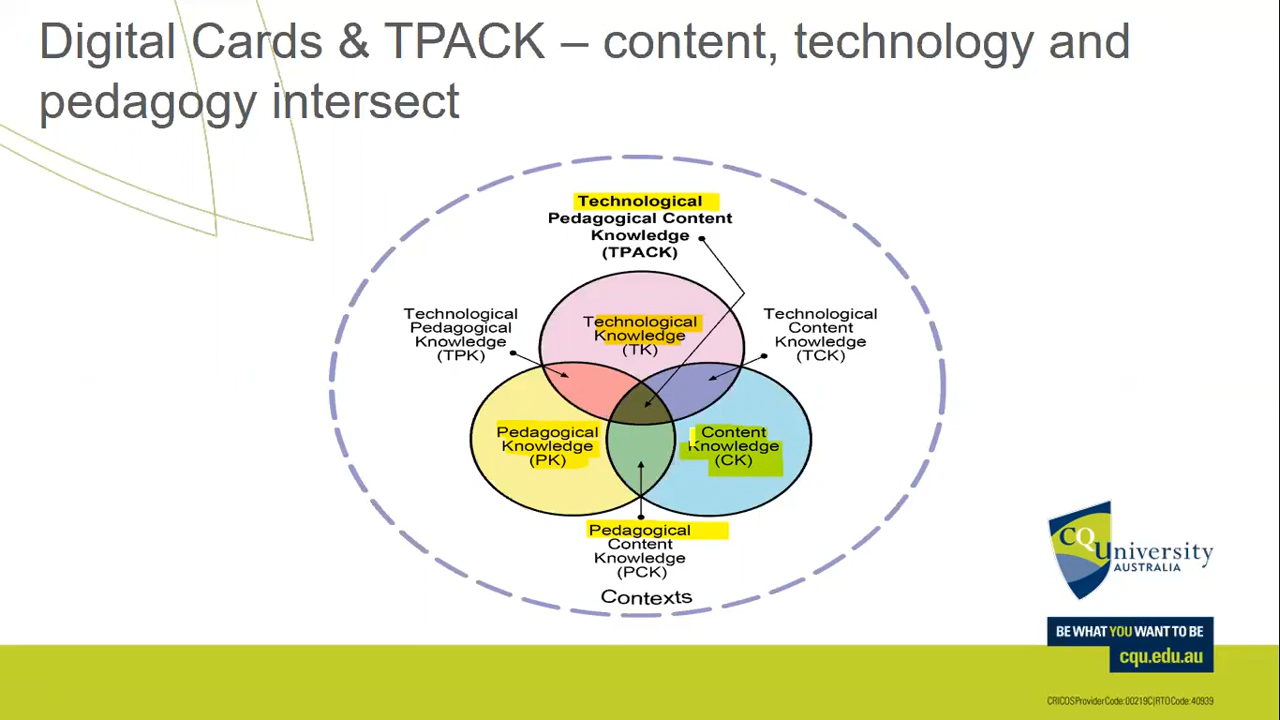 Digital Cards & TPACK – content, technology and
pedagogy intersect
Technological
Pedagogical Content
Knowledge
(TPACK)
Technological
Pedagogical
Knowledge
(TPK)
Technological
Knowledge
(TK)
Technological
Content
Knowledge
(TCK)
Pedagogical
Knowledge
(PK)
Content
Knowledge
(CK)
Pedagogical
Content
Knowledge
(PCK)
Contexts
CQUniversity
AUSTRALIA
BE WHAT YOU WANT TO BE
cqu.edu.au
CRICOS Provider Code: 00219C | RTO Code: 40939